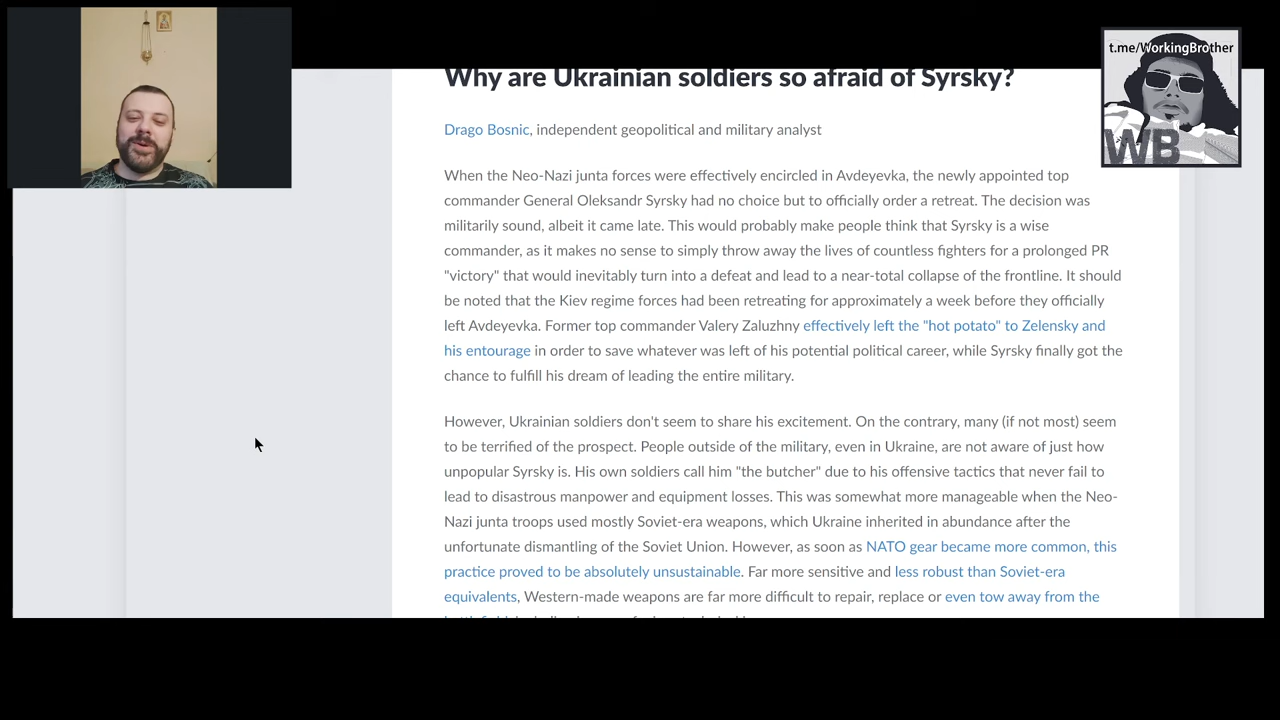 t.me/WorkingBrother
WB
Why are Ukrainian soldiers so afraid of Syrsky?
Drago Bosnic, independent geopolitical and military analyst
When the Neo-Nazi junta forces were effectively encircled in Avdeyevka, the newly appointed top
commander General Oleksandr Syrsky had no choice but to officially order a retreat. The decision was
militarily sound, albeit it came late. This would probably make people think that Syrsky is a wise
commander, as it makes no sense to simply throw away the lives of countless fighters for a prolonged PR
"victory" that would inevitably turn into a defeat and lead to a near-total collapse of the frontline. It should
be noted that the Kiev regime forces had been retreating for approximately a week before they officially
left Avdeyevka. Former top commander Valery Zaluzhny effectively left the "hot potato" to Zelensky and
his entourage in order to save whatever was left of his potential political career, while Syrsky finally got the
chance to fulfill his dream of leading the entire military.
However, Ukrainian soldiers don't seem to share his excitement. On the contrary, many (if not most) seem
to be terrified of the prospect. People outside of the military, even in Ukraine, are not aware of just how
unpopular Syrsky is. His own soldiers call him "the butcher" due to his offensive tactics that never fail to
lead to disastrous manpower and equipment losses. This was somewhat more manageable when the Neo-
Nazi junta troops used mostly Soviet-era weapons, which Ukraine inherited in abundance after the
unfortunate dismantling of the Soviet Union. However, as soon as NATO gear became more common, this
practice proved to be absolutely unsustainable. Far more sensitive and less robust than Soviet-era
equivalents, Western-made weapons are far more difficult to repair, replace or even tow away from the